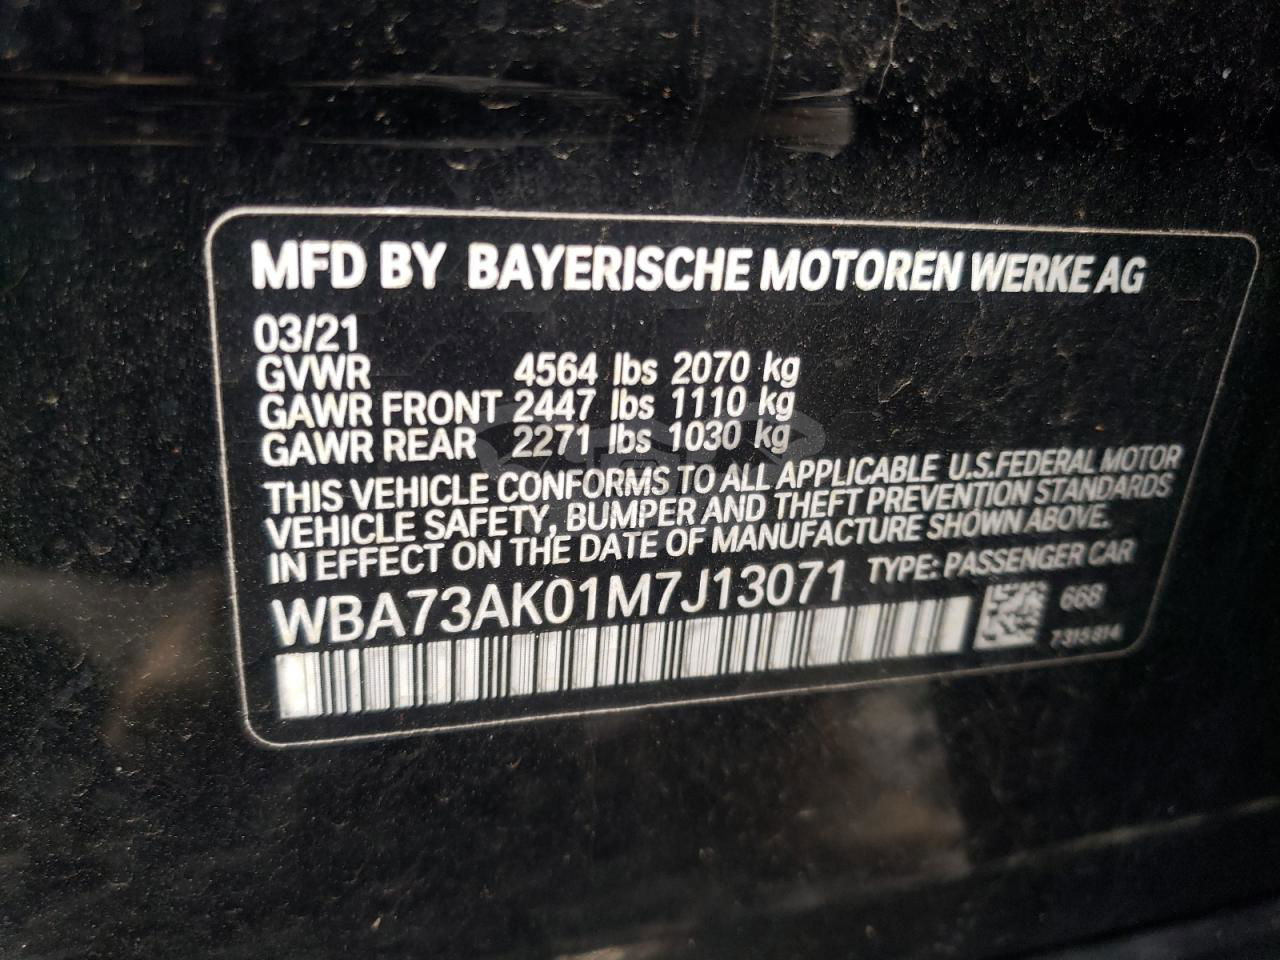 MFD BY BAYERISCHE MOTOREN WERKE AG
03/21
GVWR 4564 lbs 2070 kg
GAWR FRONT 2447 lbs 1110 kg
GAWR REAR 2271 lbs 1030 kg
THIS VEHICLE CONFORMS TO ALL APPLICABLE U.S.FEDERAL MOTOR
VEHICLE SAFETY, BUMPER AND THEFT PREVENTION STANDARDS
IN EFFECT ON THE DATE OF MANUFACTURE SHOWN ABOVE.
WBA73AK01M7J13071 TYPE: PASSENGER CAR
668
7315814